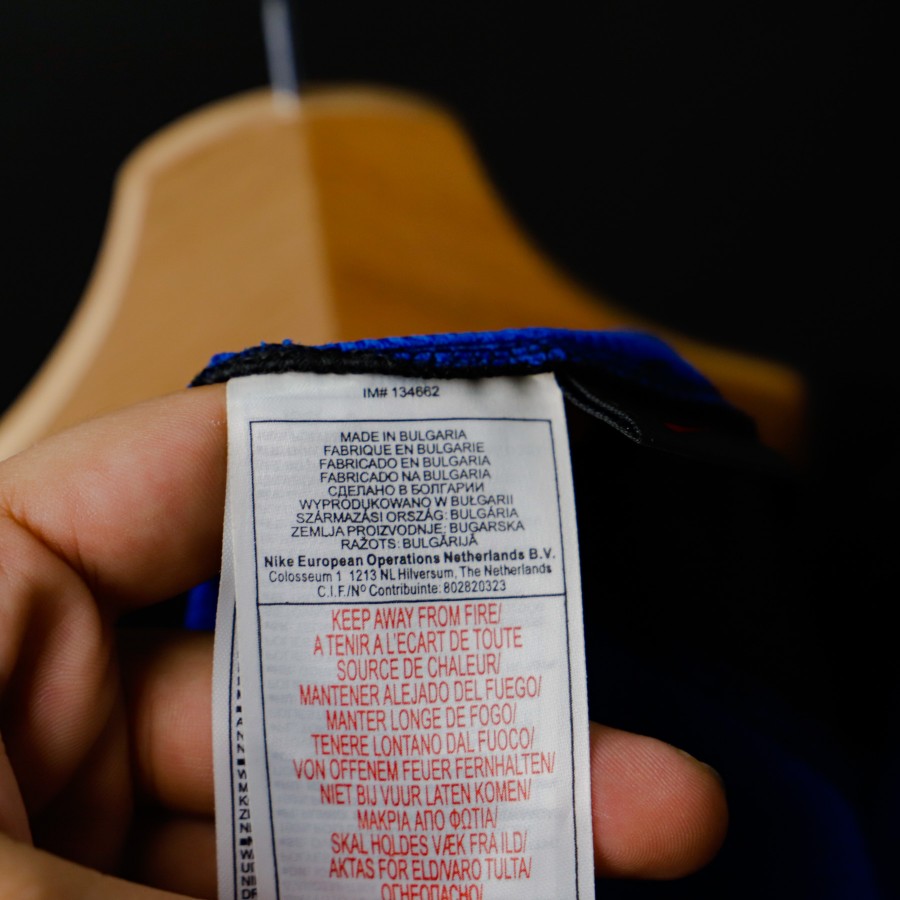 IM# 134662
MADE IN BULGARIA
FABRIQUE EN BULGARIE
FABRICADO EN BULGARIA
FABRICADO NA BULGARIA
СДЕЛАНО В БОЛГАРИИ
WYPRODUKOWANO W BUŁGARII
SZÁRMAZÁSI ORSZÁG: BULGÁRIA
ZEMLJA PROIZVODNJE: BUGARSKA
RAŽOTS: BULGĀRIJĀ
Nike European Operations Netherlands B.V.
Colosseum 1 1213 NL Hilversum, The Netherlands
C.I.F./Nº Contribuinte: 802820323
KEEP AWAY FROM FIRE/
A TENIR A L'ECART DE TOUTE
SOURCE DE CHALEUR/
MANTENER ALEJADO DEL FUEGO/
MANTER LONGE DE FOGO/
TENERE LONTANO DAL FUOCO/
VON OFFENEM FEUER FERNHALTEN/
NIET BIJ VUUR LATEN KOMEN/
ΜΑΚΡΙΑ ΑΠΟ ΦΩΤΙΑ/
SKAL HOLDES VÆK FRA ILD/
AKTAS FÖR ELD/VARO TULTA/
ОГНЕОПАСНО/